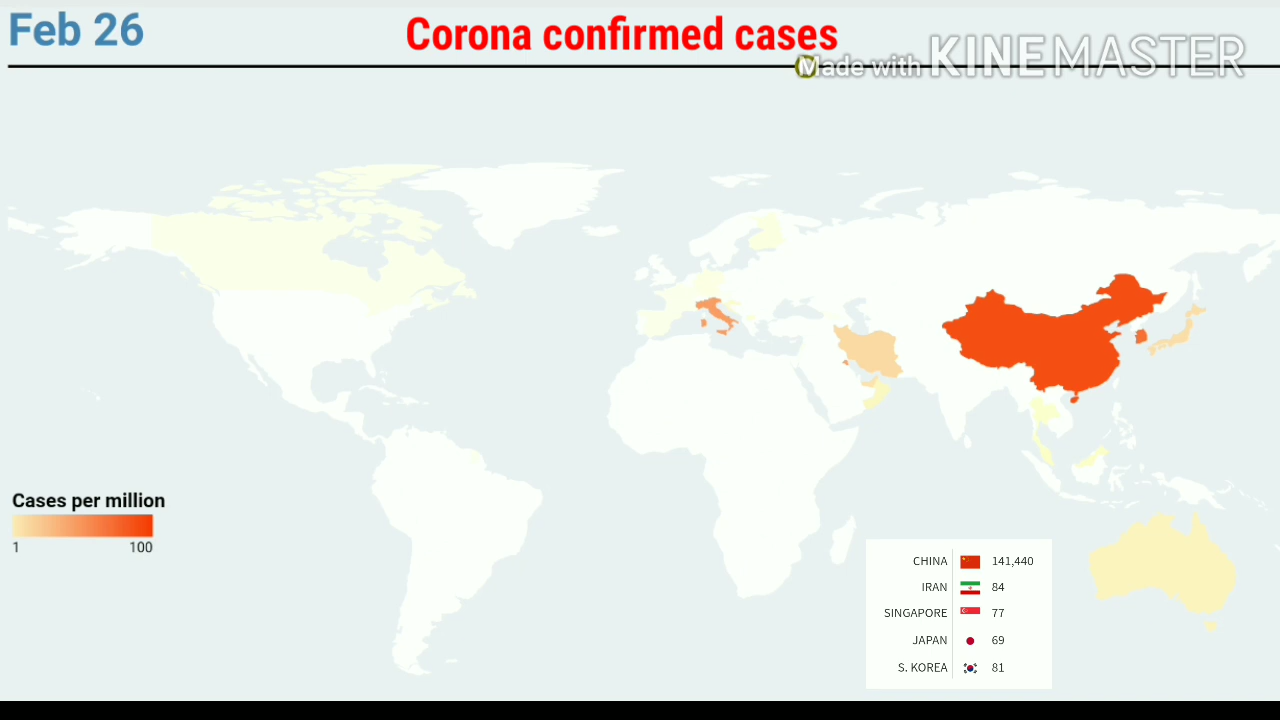 Feb 26
Corona confirmed cases
Made with KINEMASTER
Cases per million
1 100
CHINA 141,440
IRAN 84
SINGAPORE 77
JAPAN 69
S. KOREA 81